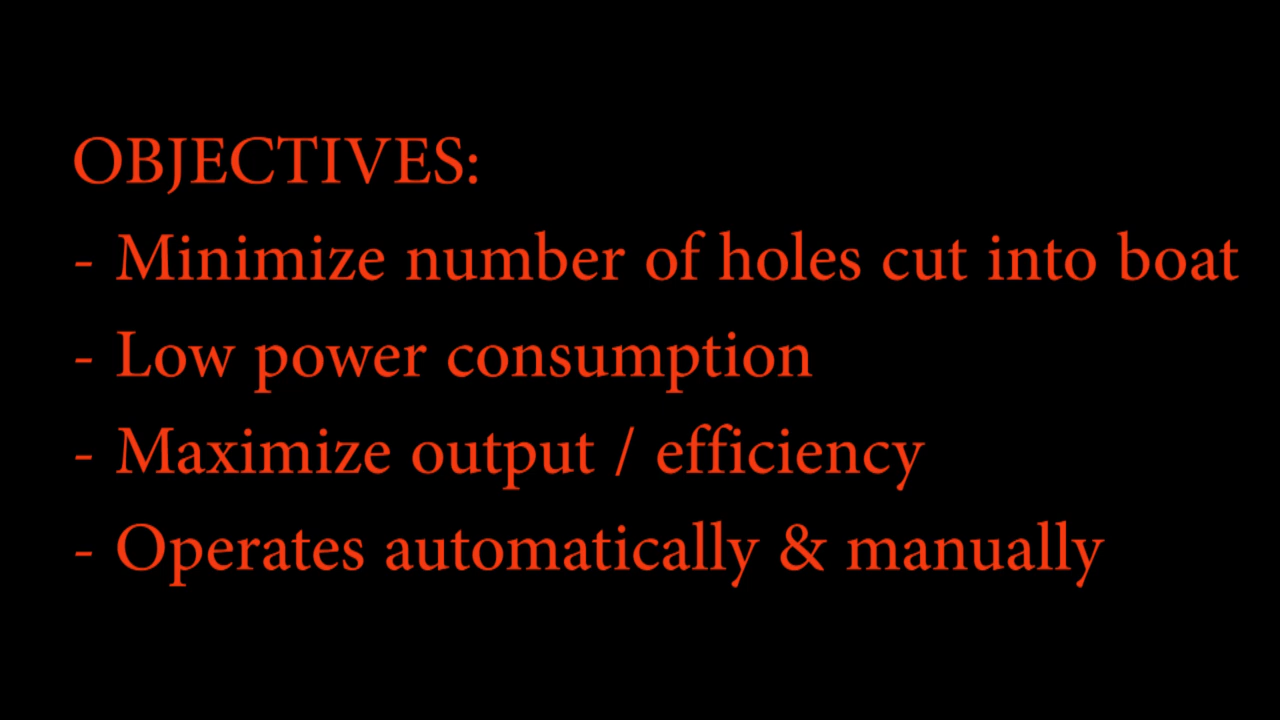 OBJECTIVES:
- Minimize number of holes cut into boat
- Low power consumption
- Maximize output / efficiency
- Operates automatically & manually